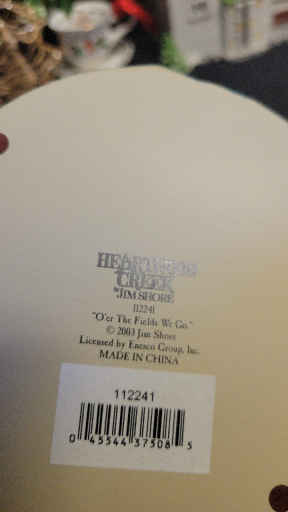 HEARTWOOD
CREEK
BY JIM SHORE
112241
"O'er The Fields We Go."
© 2003 Jim Shore
Licensed by Enesco Group, Inc.
MADE IN CHINA
112241
0 45544 37508 5